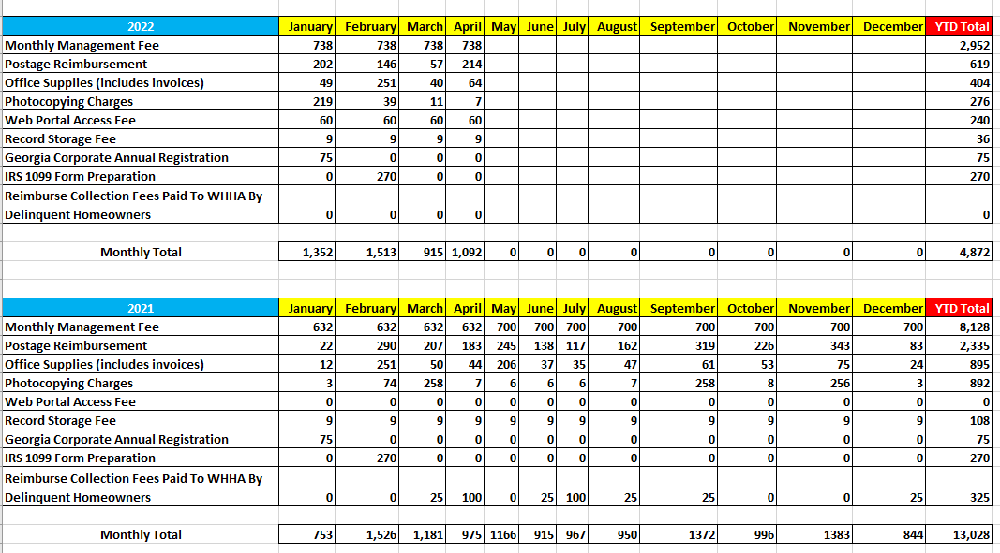 2022 January February March April May June July August September October November December YTD Total
Monthly Management Fee 738 738 738 738 2,952
Postage Reimbursement 202 146 57 214 619
Office Supplies (includes invoices) 49 251 40 64 404
Photocopying Charges 219 39 11 7 276
Web Portal Access Fee 60 60 60 60 240
Record Storage Fee 9 9 9 9 36
Georgia Corporate Annual Registration 75 0 0 0 75
IRS 1099 Form Preparation 0 270 0 0 270
Reimburse Collection Fees Paid To WHHA By
Delinquent Homeowners 0 0 0 0 0
Monthly Total 1,352 1,513 915 1,092 0 0 0 0 0 0 0 0 4,872
2021 January February March April May June July August September October November December YTD Total
Monthly Management Fee 632 632 632 632 700 700 700 700 700 700 700 700 8,128
Postage Reimbursement 22 290 207 183 245 138 117 162 319 226 343 83 2,335
Office Supplies (includes invoices) 12 251 50 44 206 37 35 47 61 53 75 24 895
Photocopying Charges 3 74 258 7 6 6 6 7 258 8 256 3 892
Web Portal Access Fee 0 0 0 0 0 0 0 0 0 0 0 0 0
Record Storage Fee 9 9 9 9 9 9 9 9 9 9 9 9 108
Georgia Corporate Annual Registration 75 0 0 0 0 0 0 0 0 0 0 0 75
IRS 1099 Form Preparation 0 270 0 0 0 0 0 0 0 0 0 0 270
Reimburse Collection Fees Paid To WHHA By
Delinquent Homeowners 0 0 25 100 0 25 100 25 25 0 0 25 325
Monthly Total 753 1,526 1,181 975 1166 915 967 950 1372 996 1383 844 13,028